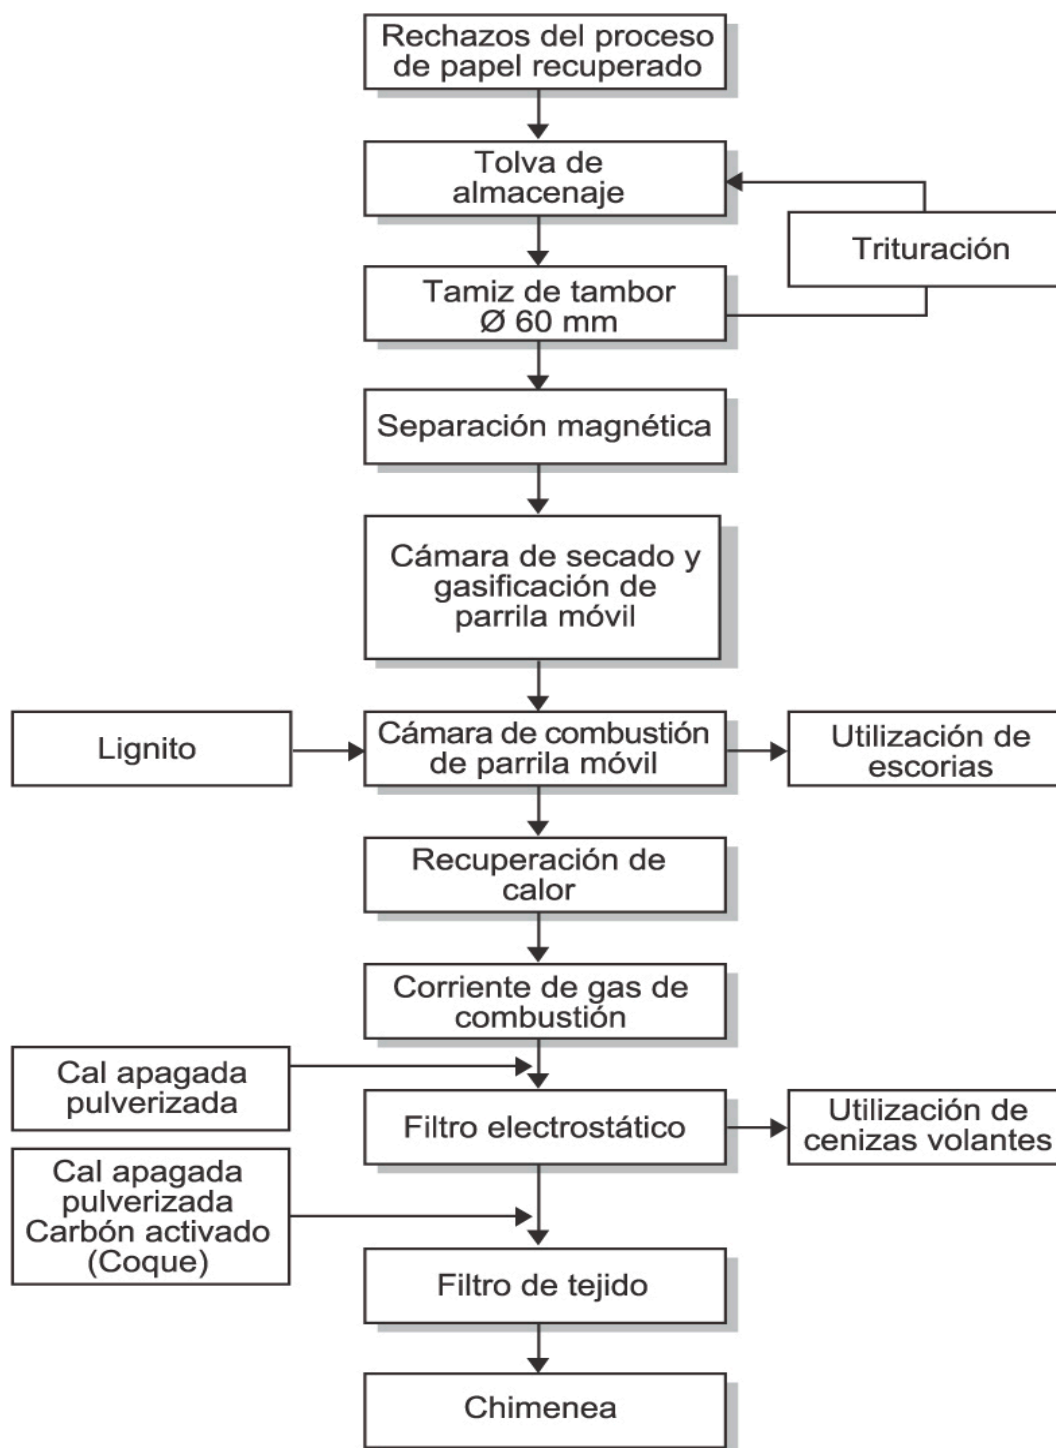 Rechazos del proceso
de papel recuperado
Tolva de
almacenaje
Trituración
Tamiz de tambor
Ø 60 mm
Separación magnética
Cámara de secado y
gasificación de
parrila móvil
Lignito
Cámara de combustión
de parrila móvil
Utilización de
escorias
Recuperación de
calor
Corriente de gas de
combustión
Cal apagada
pulverizada
Filtro electrostático
Utilización de
cenizas volantes
Cal apagada
pulverizada
Carbón activado
(Coque)
Filtro de tejido
Chimenea